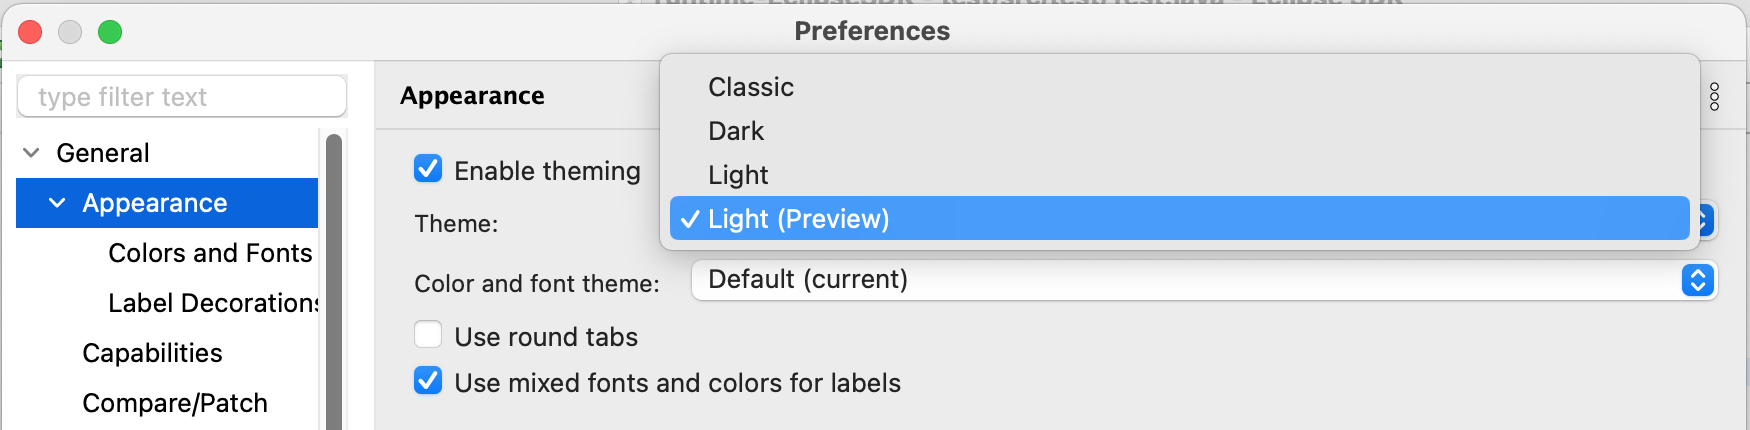 Preferences
type filter text
General
Appearance
Colors and Fonts
Label Decorations
Capabilities
Compare/Patch
Appearance
Enable theming
Theme:
Classic
Dark
Light
Light (Preview)
Color and font theme:
Default (current)
Use round tabs
Use mixed fonts and colors for labels